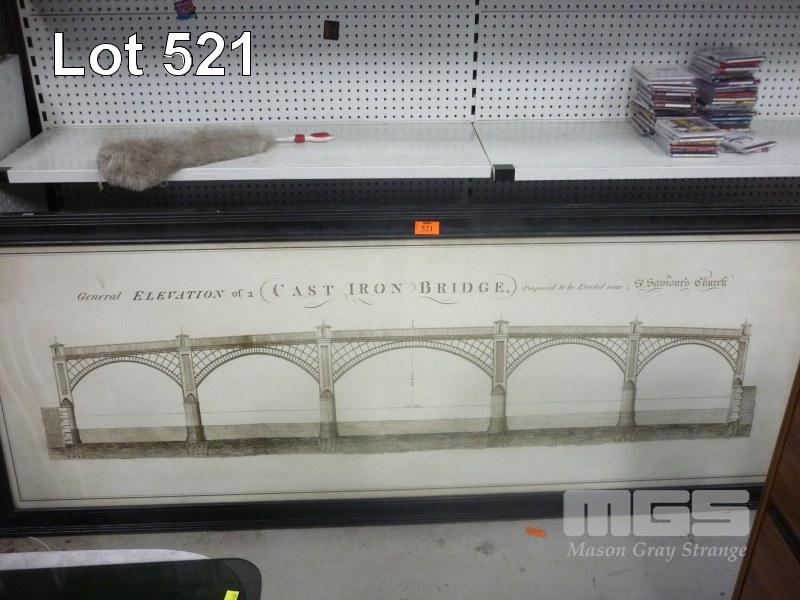 Lot 521
521
General ELEVATION of a CAST IRON BRIDGE, Proposed to be Erected near St Saviour's Church
MGS
Mason Gray Strange